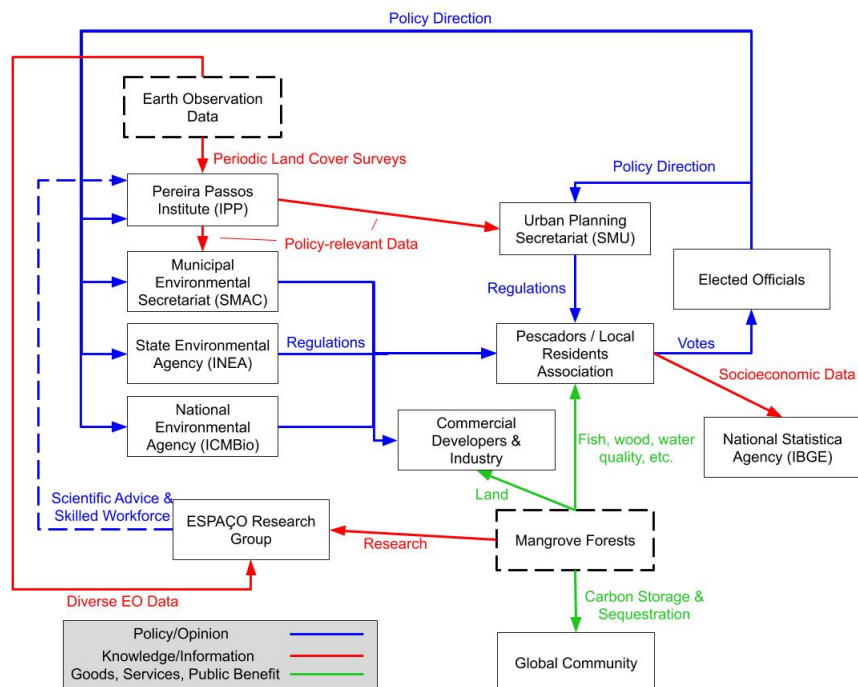 Policy Direction
Earth Observation
Data
Periodic Land Cover Surveys
Policy Direction
Pereira Passos
Institute (IPP)
Urban Planning
Secretariat (SMU)
Policy-relevant Data
Municipal
Environmental
Secretariat (SMAC)
Elected Officials
Regulations
State Environmental
Agency (INEA)
Regulations
Pescadors / Local
Residents
Association
Votes
Socioeconomic Data
National
Environmental
Agency (ICMBio)
Commercial
Developers &
Industry
Fish, wood, water
quality, etc.
National Statistica
Agency (IBGE)
Scientific Advice &
Skilled Workforce
Land
ESPAÇO Research
Group
Research
Mangrove Forests
Diverse EO Data
Carbon Storage &
Sequestration
Policy/Opinion
Knowledge/Information
Goods, Services, Public Benefit
Global Community